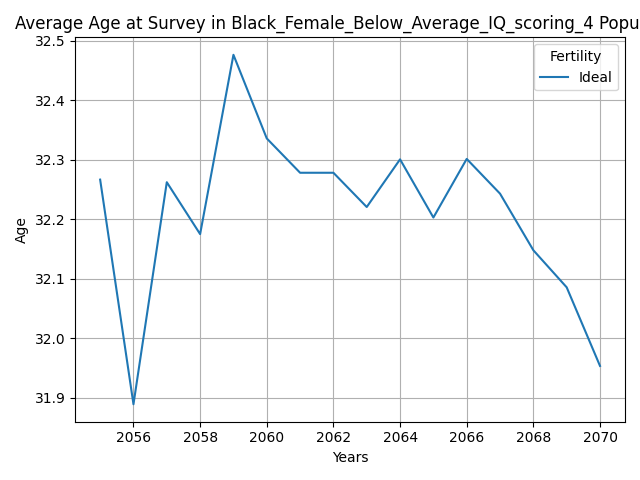 Average Age at Survey in Black_Female_Below_Average_IQ_scoring_4 Popu
32.5
32.4
32.3
32.2
32.1
32.0
31.9
Age
Fertility
Ideal
2056 2058 2060 2062 2064 2066 2068 2070
Years